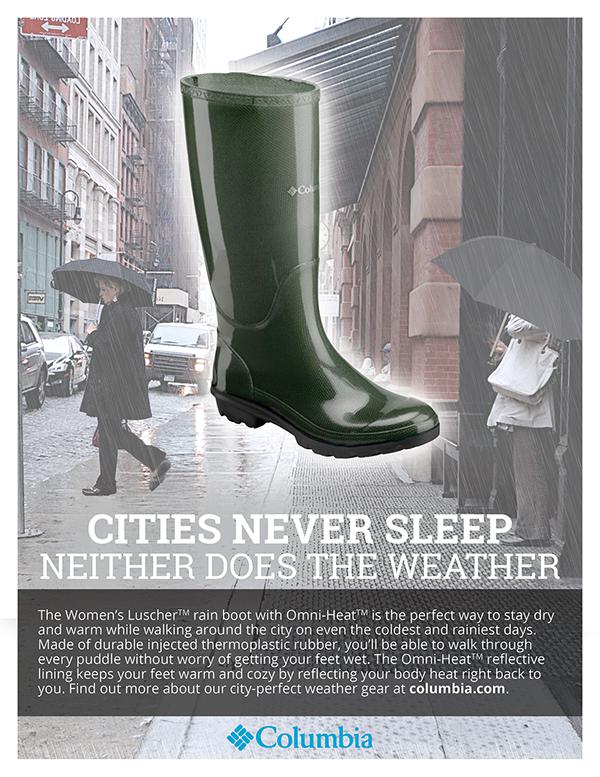 LOADING ZONE
Colu
CITIES NEVER SLEEP
NEITHER DOES THE WEATHER
The Women's Luscher™ rain boot with Omni-Heat™ is the perfect way to stay dry
and warm while walking around the city on even the coldest and rainiest days.
Made of durable injected thermoplastic rubber, you'll be able to walk through
every puddle without worry of getting your feet wet. The Omni-Heat™ reflective
lining keeps your feet warm and cozy by reflecting your body heat right back to
you. Find out more about our city-perfect weather gear at columbia.com.
Columbia